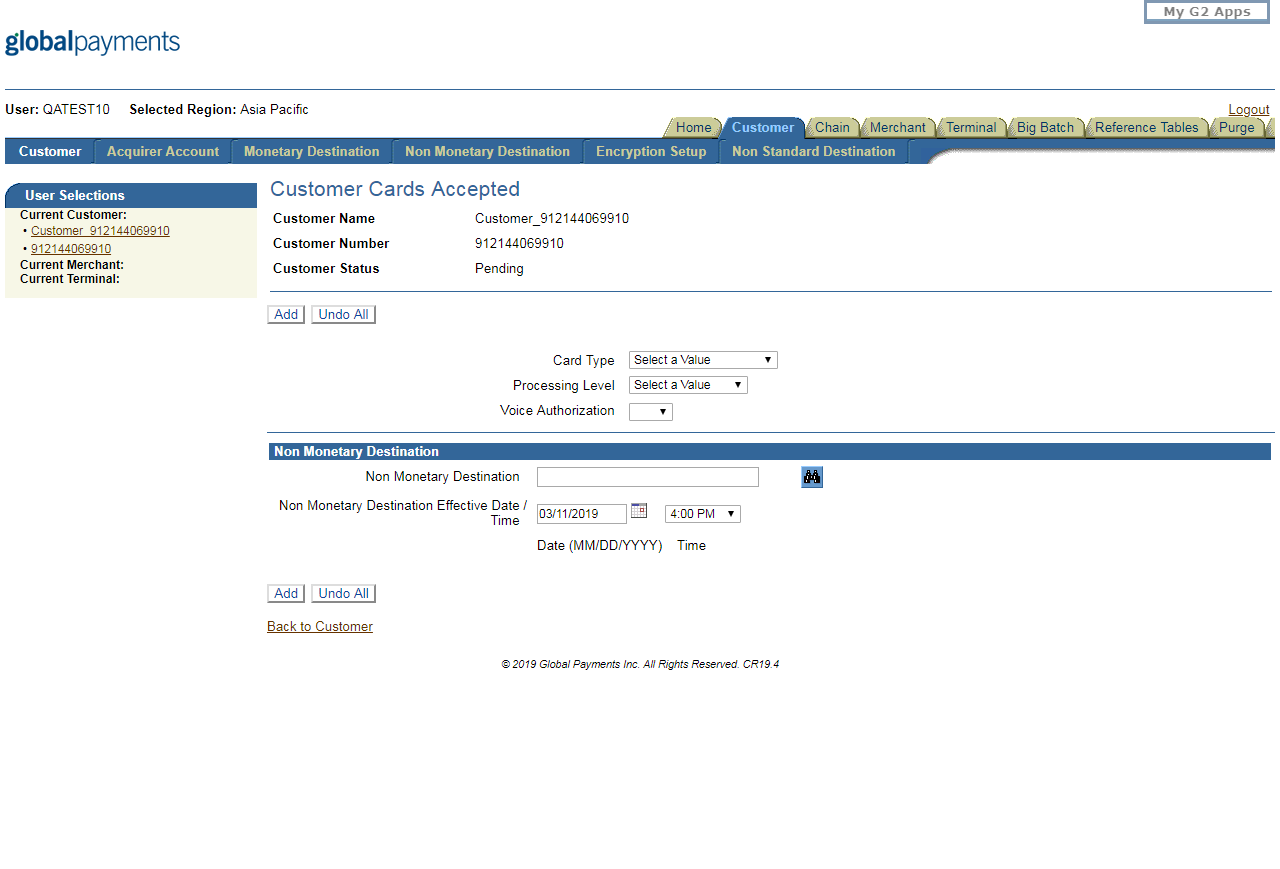 My G2 Apps
globalpayments
User: QATEST10 Selected Region: Asia Pacific
Logout
Home Customer Chain Merchant Terminal Big Batch Reference Tables Purge
Customer Acquirer Account Monetary Destination Non Monetary Destination Encryption Setup Non Standard Destination
User Selections
Current Customer:
• Customer_912144069910
• 912144069910
Current Merchant:
Current Terminal:
Customer Cards Accepted
Customer Name Customer_912144069910
Customer Number 912144069910
Customer Status Pending
Add Undo All
Card Type Select a Value
Processing Level Select a Value
Voice Authorization
Non Monetary Destination
Non Monetary Destination
Non Monetary Destination Effective Date /
Time 03/11/2019 4:00 PM
Date (MM/DD/YYYY) Time
Add Undo All
Back to Customer
© 2019 Global Payments Inc. All Rights Reserved. CR19.4